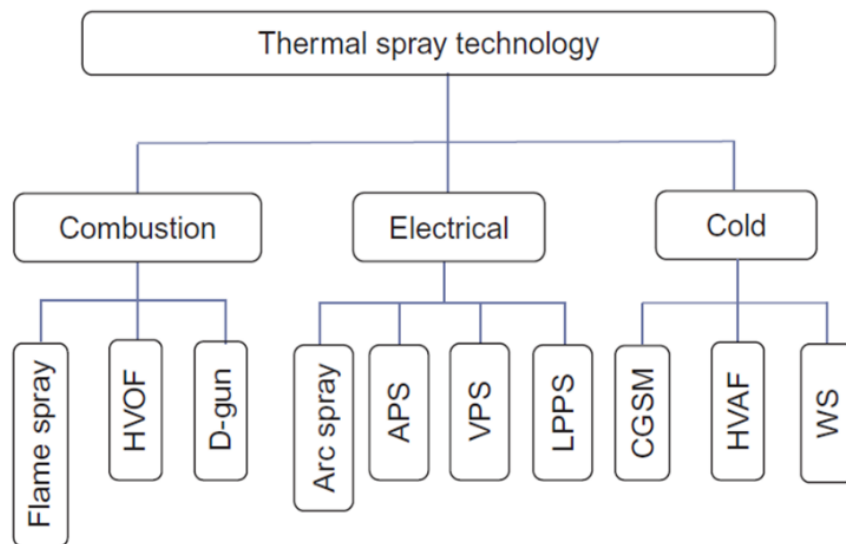 Thermal spray technology
Combustion
Electrical
Cold
Flame spray
HVOF
D-gun
Arc spray
APS
VPS
LPPS
CGSM
HVAF
WS